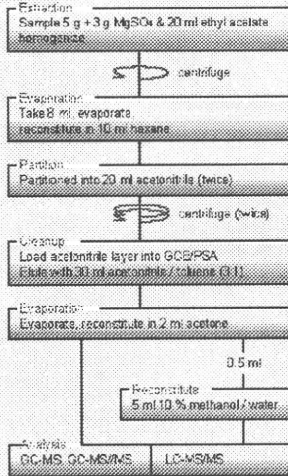 Extraction
Sample 5 g + 3 g MgSO₄ & 20 ml ethyl acetate
homogenize
centrifuge
Evaporation
Take 8 ml, evaporate,
reconstitute in 10 ml hexane
Partition
Partitioned into 20 ml acetonitrile (twice)
centrifuge (twice)
Cleanup
Load acetonitrile layer into GCB/PSA
Elute with 30 ml acetonitrile / toluene (3:1)
Evaporation
Evaporate, reconstitute in 2 ml acetone
0.5 ml
Reconstitute
5 ml 10 % methanol / water
Analysis
GC-MS, GC-MS/MS
LC-MS/MS